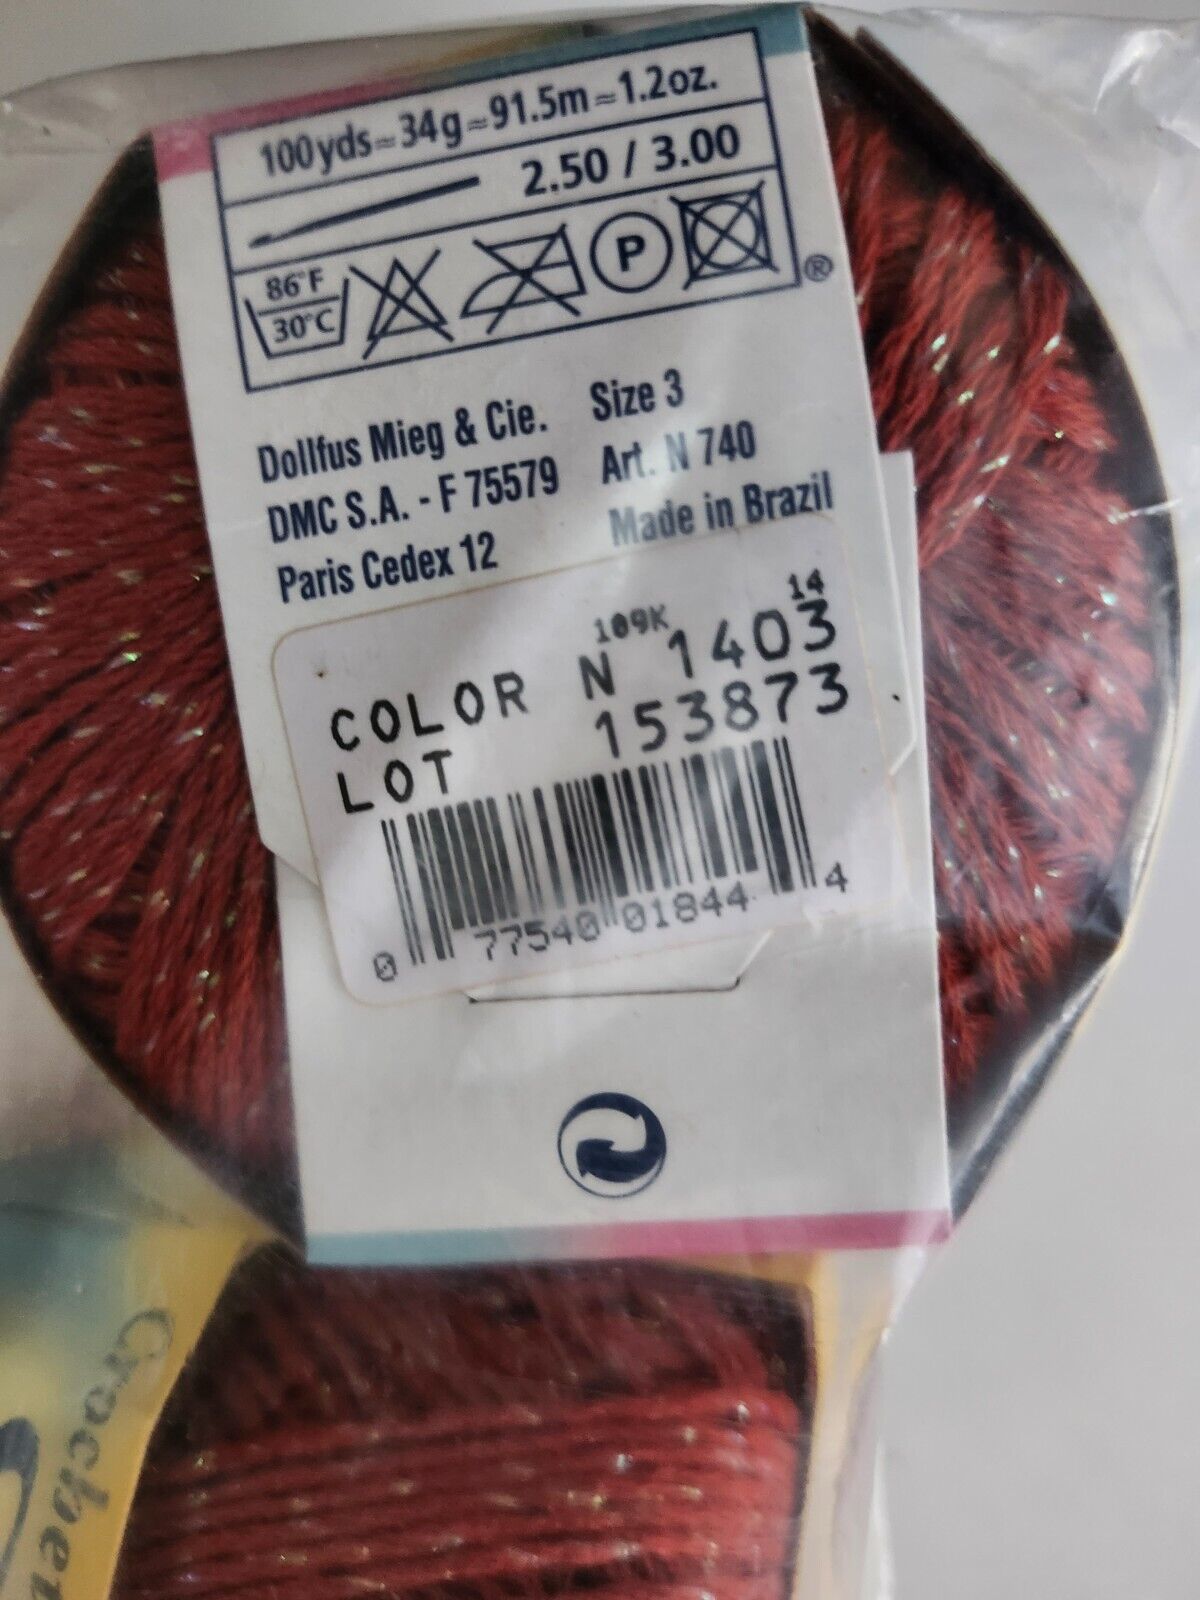 100yds≈34g≈91.5m≈1.2oz.
2.50 / 3.00
86°F
30°C
P
®
Dollfus Mieg & Cie.
DMC S.A. - F 75579
Paris Cedex 12
Size 3
Art. N 740
Made in Brazil
109K 14
COLOR N 1403
LOT 153873
0 77540 01844 4
Crochet